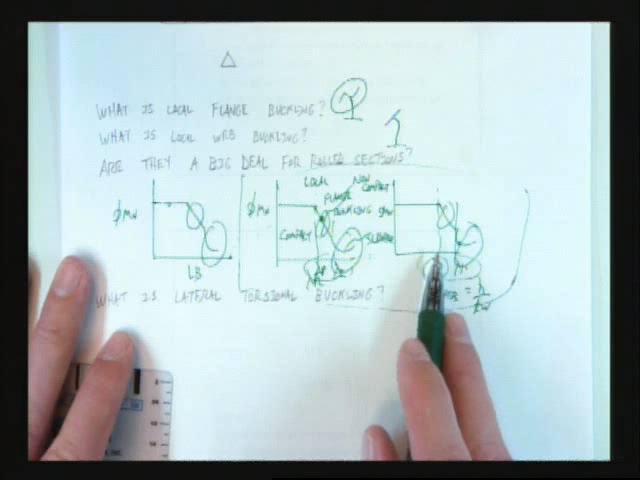 WHAT IS LOCAL FLANGE BUCKLING?
WHAT IS LOCAL WEB BUCKLING?
ARE THEY A BIG DEAL FOR ROLLED SECTIONS?
LOCAL FLANGE BUCKLING
NON COMPACT
ϕMn
ϕMn
COMPACT
SLENDER
LB
= h/tw
WHAT IS LATERAL TORSIONAL BUCKLING?